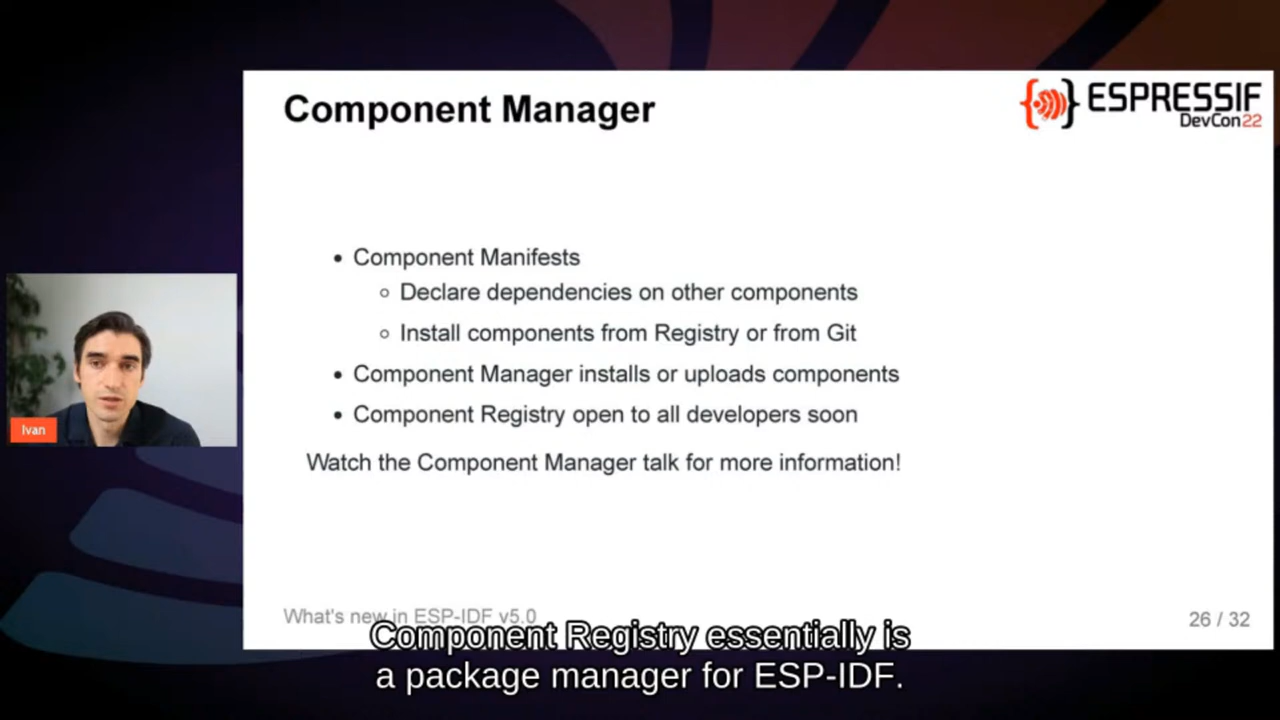 Component Manager
ESPRESSIF
DevCon22
Component Manifests
Declare dependencies on other components
Install components from Registry or from Git
Component Manager installs or uploads components
Component Registry open to all developers soon
Watch the Component Manager talk for more information!
Ivan
What's new in ESP-IDF v5.0
26 / 32
Component Registry essentially is
a package manager for ESP-IDF.